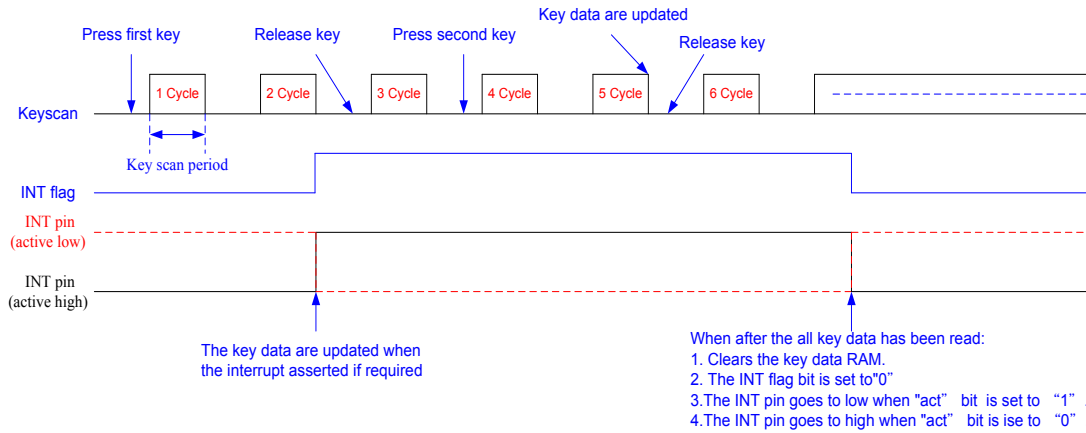 Key data are updated
Press first key
Release key
Press second key
Release key
1 Cycle
2 Cycle
3 Cycle
4 Cycle
5 Cycle
6 Cycle
Keyscan
Key scan period
INT flag
INT pin
(active low)
INT pin
(active high)
The key data are updated when
the interrupt asserted if required
When after the all key data has been read:
1. Clears the key data RAM.
2. The INT flag bit is set to"0”
3.The INT pin goes to low when "act” bit is set to “1” .
4.The INT pin goes to high when "act” bit is ise to “0”